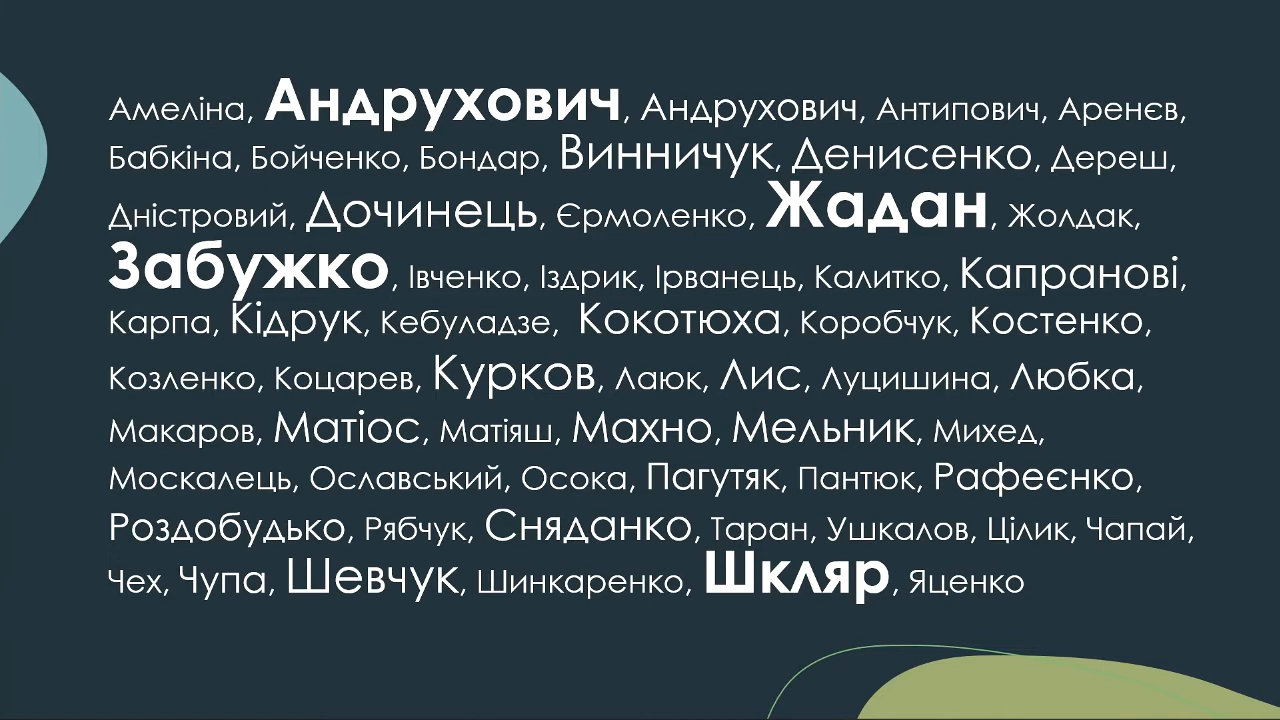 Амеліна, Андрухович, Андрухович, Антипович, Аренєв,
Бабкіна, Бойченко, Бондар, Винничук, Денисенко, Дереш,
Дністровий, Дочинець, Єрмоленко, Жадан, Жолдак,
Забужко, Івченко, Іздрик, Ірванець, Калитко, Капранові,
Карпа, Кідрук, Кебуладзе, Кокотюха, Коробчук, Костенко,
Козленко, Коцарев, Курков, Лаюк, Лис, Луцишина, Любка,
Макаров, Матіос, Матіяш, Махно, Мельник, Михед,
Москалець, Ославський, Осока, Пагутяк, Пантюк, Рафеєнко,
Роздобудько, Рябчук, Сняданко, Таран, Ушкалов, Цілик, Чапай,
Чех, Чупа, Шевчук, Шинкаренко, Шкляр, Яценко